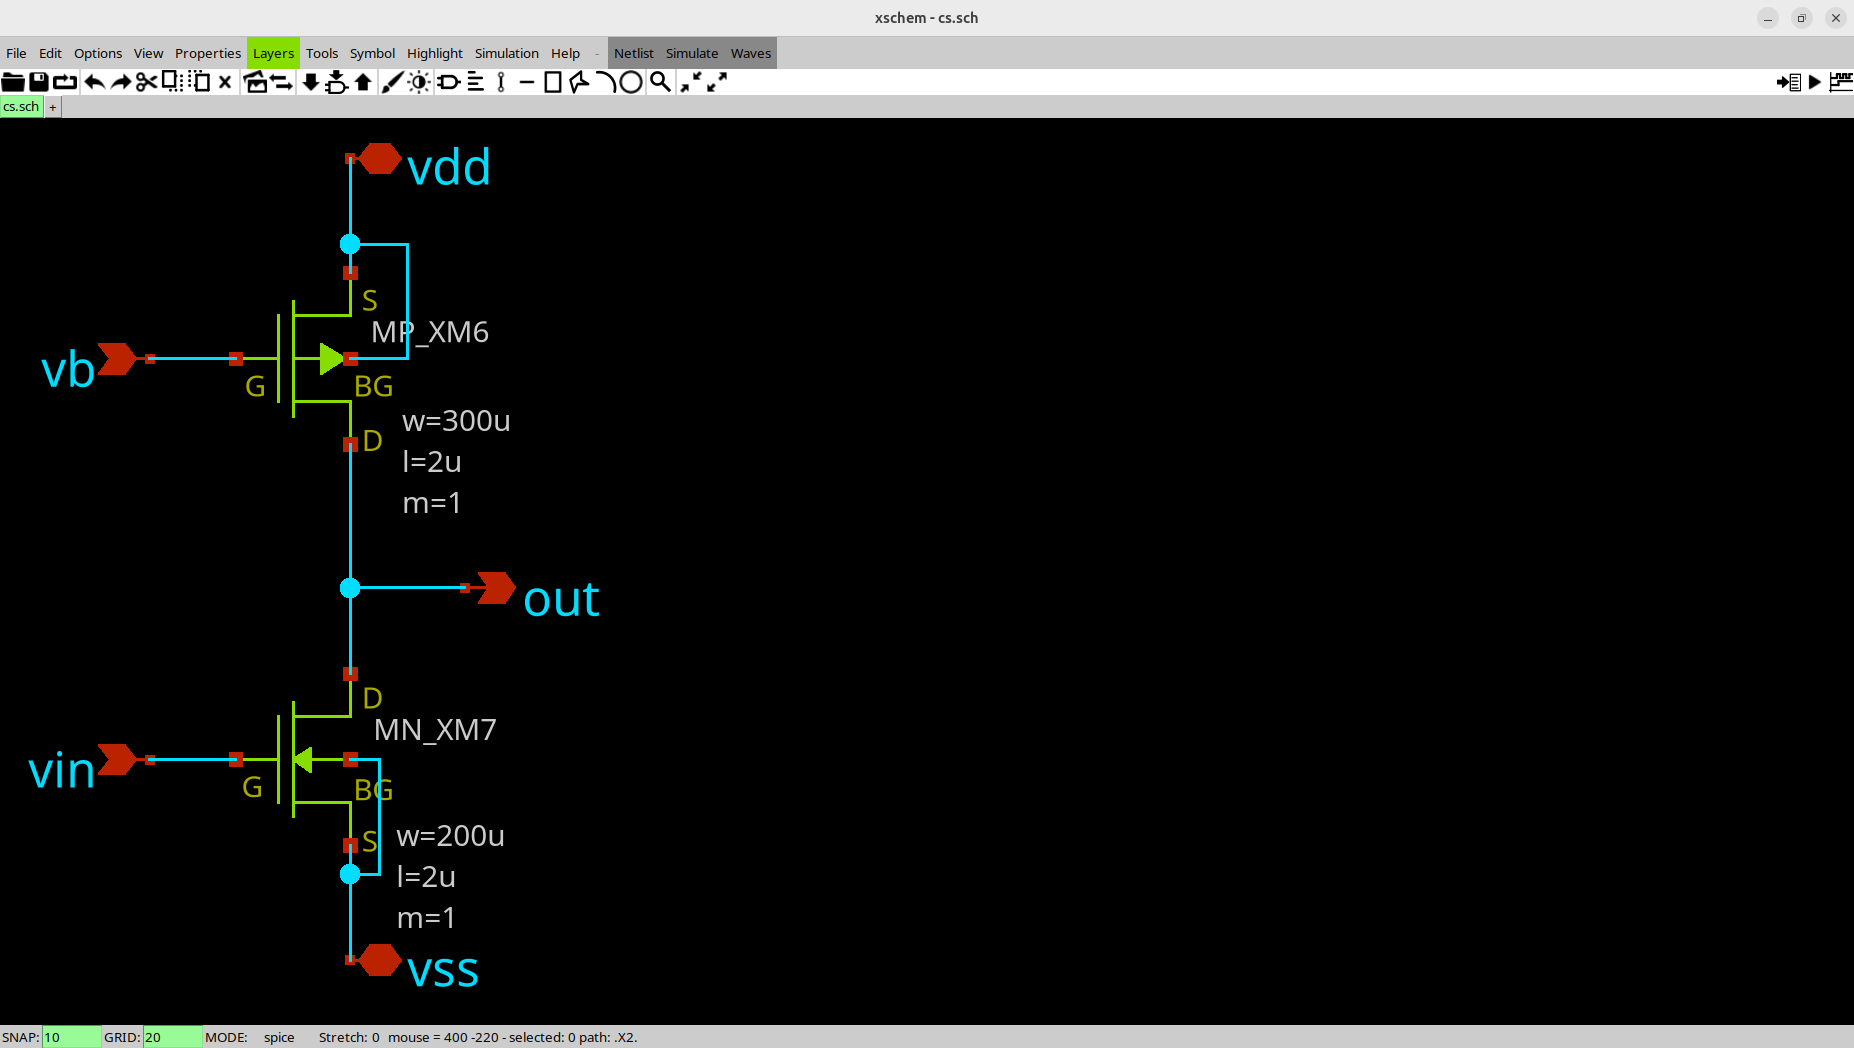 xschem - cs.sch
File Edit Options View Properties Layers Tools Symbol Highlight Simulation Help - Netlist Simulate Waves
cs.sch +
vdd
S
MP_XM6
vb
G
BG
w=300u
D
l=2u
m=1
out
D
MN_XM7
vin
G
BG
w=200u
S
l=2u
m=1
vss
SNAP: 10 GRID: 20 MODE: spice Stretch: 0 mouse = 400 -220 - selected: 0 path: .X2.